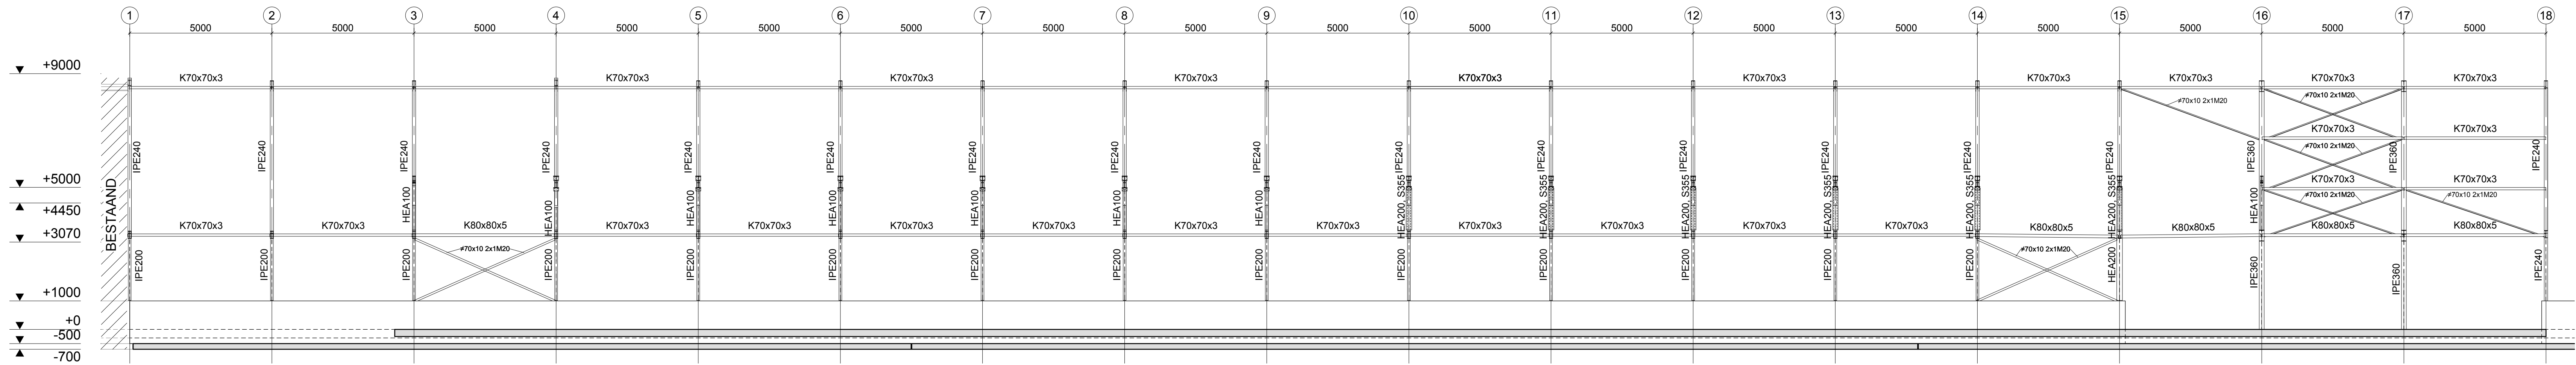 1 2 3 4 5 6 7 8 9 10 11 12 13 14 15 16 17 18
5000 5000 5000 5000 5000 5000 5000 5000 5000 5000 5000 5000 5000 5000 5000 5000 5000
+9000
K70x70x3 K70x70x3 K70x70x3 K70x70x3 K70x70x3 K70x70x3 K70x70x3 K70x70x3 K70x70x3 K70x70x3
≠70x10 2x1M20 ≠70x10 2x1M20
K70x70x3 K70x70x3
≠70x10 2x1M20
IPE240 IPE240 IPE240 IPE240 IPE240 IPE240 IPE240 IPE240 IPE240 IPE240 IPE240 IPE240 IPE240 IPE240 IPE240 IPE360 IPE360 IPE240
+5000
K70x70x3 K70x70x3
≠70x10 2x1M20 ≠70x10 2x1M20
BESTAAND
HEA100 HEA100 HEA100 HEA100 HEA100 HEA100 HEA100 HEA200, S355 HEA200, S355 HEA200, S355 HEA200, S355 HEA200, S355 HEA200, S355 HEA100
+4450
K70x70x3 K70x70x3 K80x80x5 K70x70x3 K70x70x3 K70x70x3 K70x70x3 K70x70x3 K70x70x3 K70x70x3 K70x70x3 K70x70x3 K70x70x3 K80x80x5 K80x80x5 K80x80x5 K80x80x5
+3070
≠70x10 2x1M20 ≠70x10 2x1M20
IPE200 IPE200 IPE200 IPE200 IPE200 IPE200 IPE200 IPE200 IPE200 IPE200 IPE200 IPE200 IPE200 IPE200 HEA200 IPE360 IPE360 IPE240
+1000
+0
-500
-700